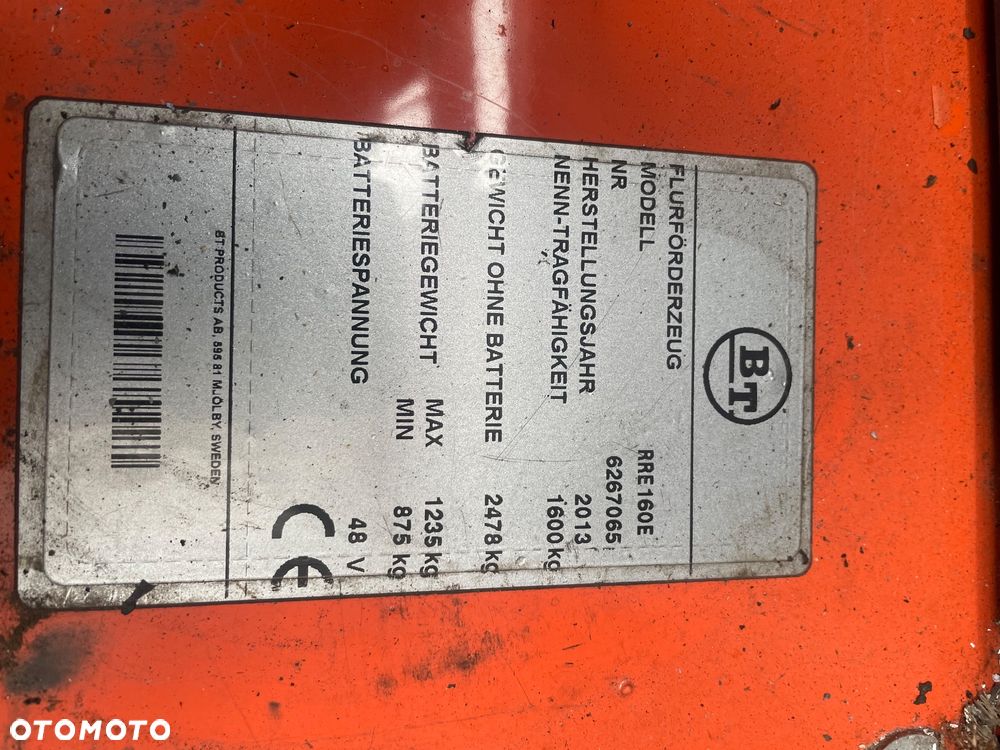 B.T.
FLURFÖRDERZEUG
MODELL RRE160E
NR 6267065
HERSTELLUNGSJAHR 2013
NENN-TRAGFÄHIGKEIT 1600 kg
GEWICHT OHNE BATTERIE 2478 kg
BATTERIEGEWICHT MAX 1235 kg
MIN 875 kg
BATTERIESPANNUNG 48 V
CE
BT PRODUCTS AB, 595 81 MJÖLBY, SWEDEN
OTOMOTO